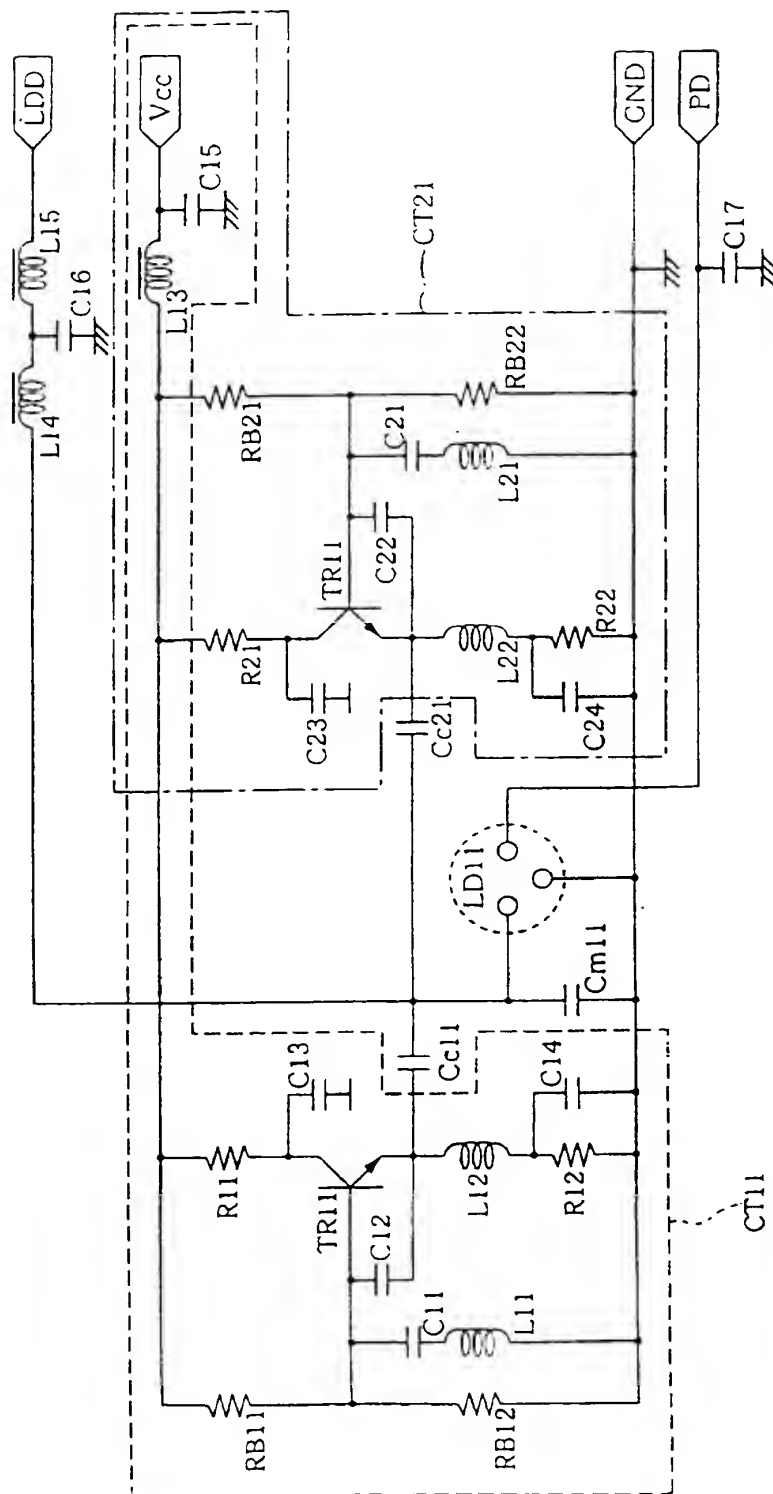 LDD
L15
C16
L14
Vcc
C15
L13
CT21
GND
PD
C17
RB21
RB22
C21
L21
C22
TR11
R21
C23
L22
R22
C24
Cc21
LD11
Cm11
Cc11
C13
C14
R11
TR11
C12
L12
R12
C11
L11
RB11
RB12
CT11